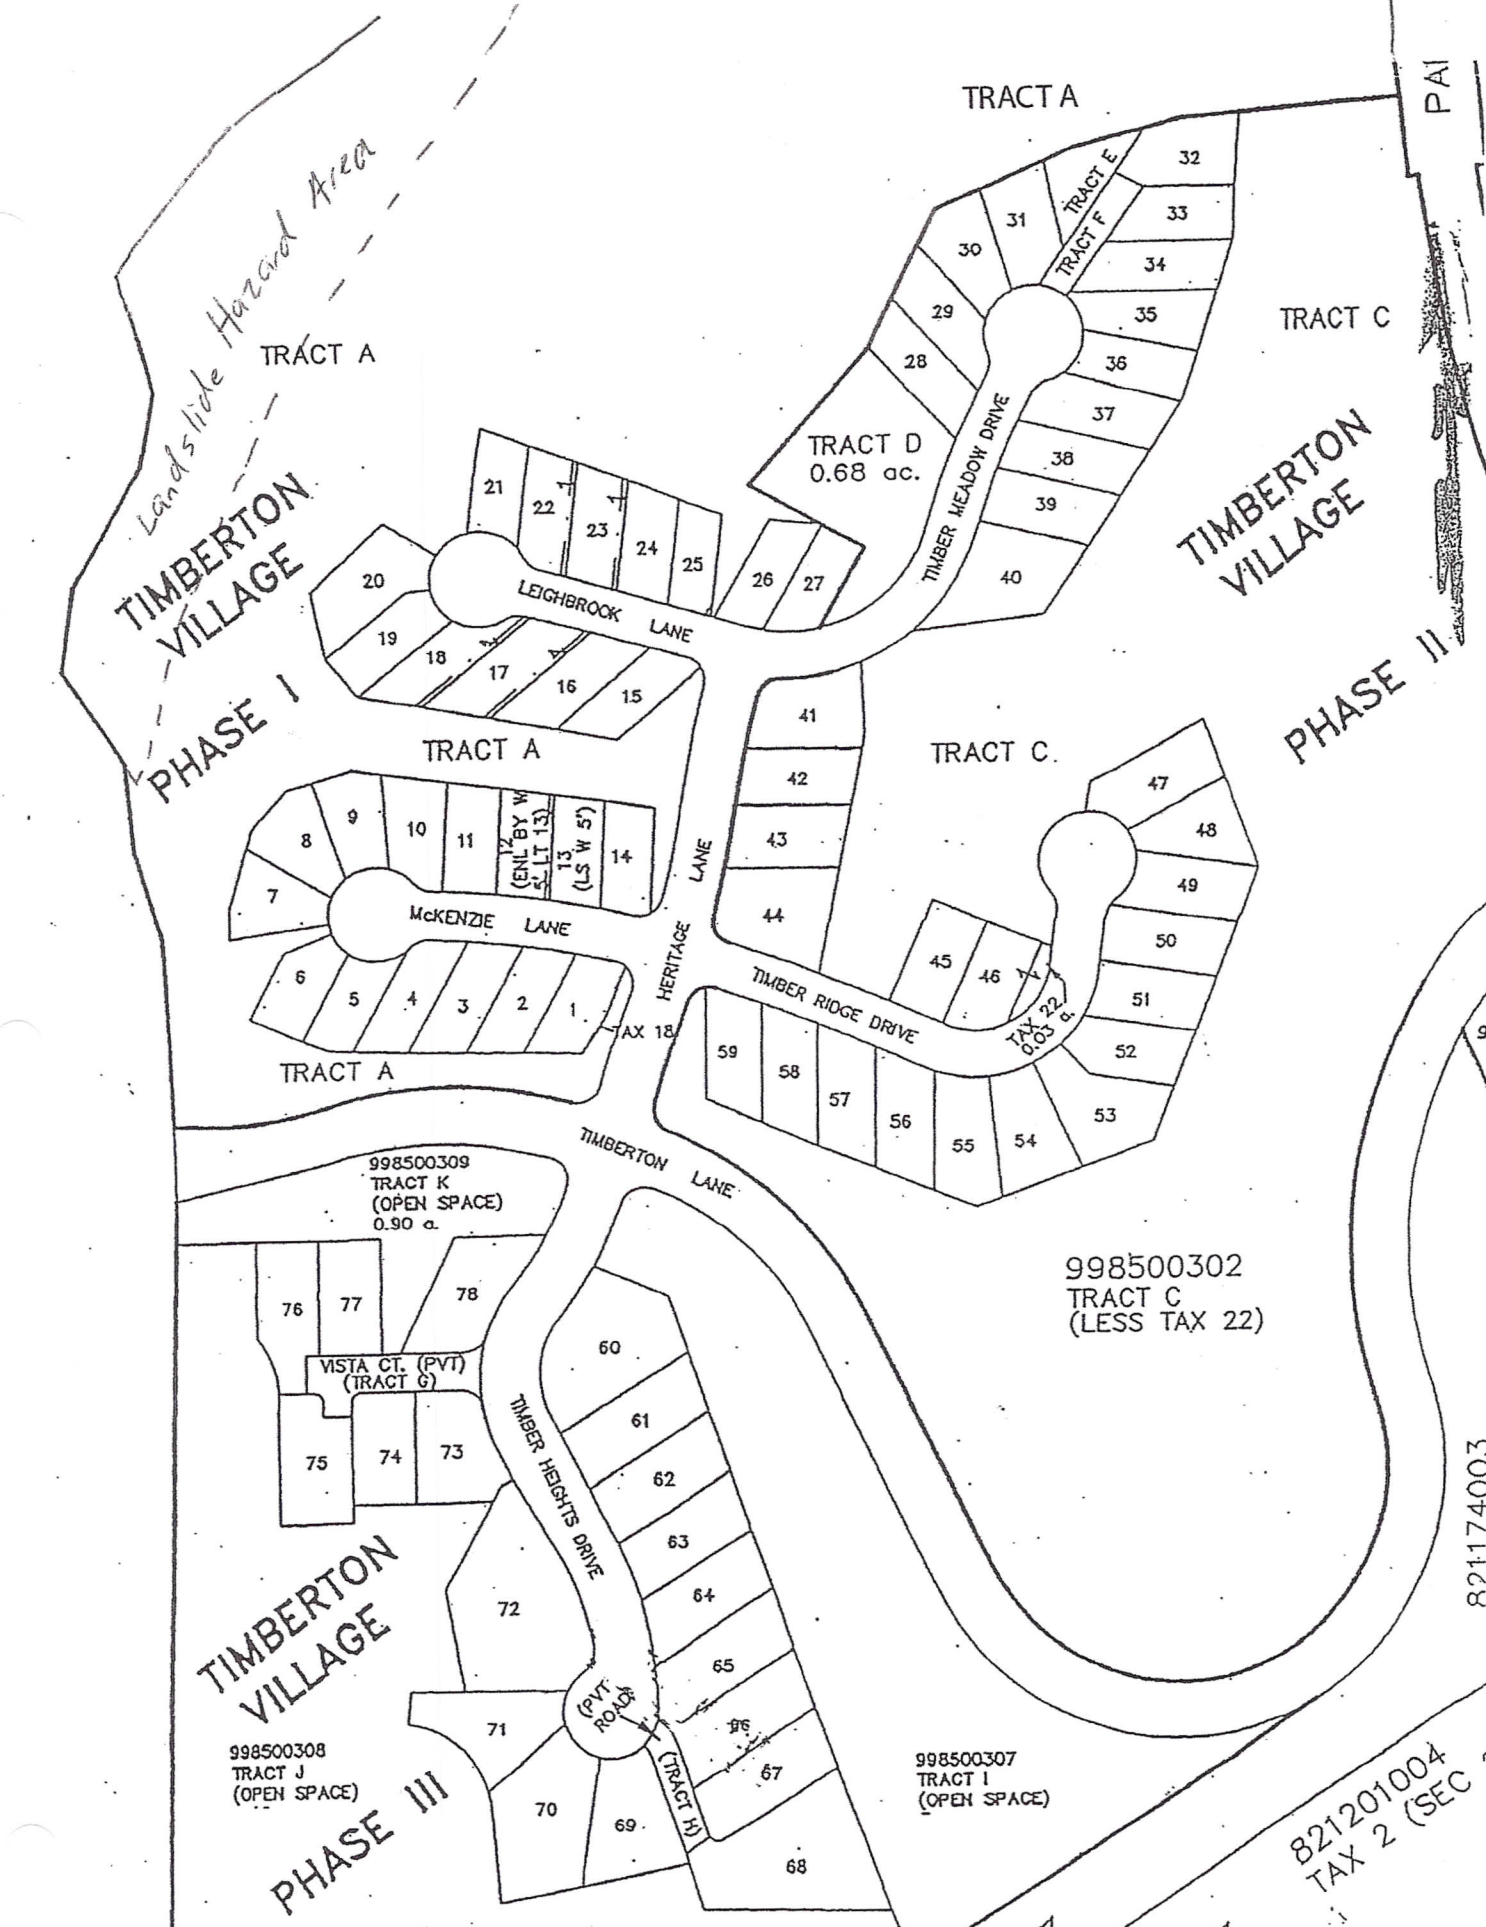 TRACT A
PAI
Landslide Hazard Area
TRACT A
TRACT E
TRACT F
32
33
31
30
34
29
35
28
36
37
38
39
40
TRACT C
TRACT D
0.68 ac.
TIMBER MEADOW DRIVE
TIMBERTON
VILLAGE
PHASE II
TIMBERTON
VILLAGE
PHASE I
21
22
23
24
25
26
27
20
19
18
17
16
15
LEIGHBROOK LANE
TRACT A
41
42
43
44
TRACT C.
47
48
49
50
51
52
53
54
55
56
57
58
59
45
46
TAX 22
0.03 a.
TIMBER RIDGE DRIVE
HERITAGE LANE
7
8
9
10
11
12
(ENL BY W
5' LT 13)
13
(LS W 5')
14
McKENZIE LANE
6
5
4
3
2
1
TAX 18
TRACT A
TIMBERTON LANE
998500309
TRACT K
(OPEN SPACE)
0.90 a.
998500302
TRACT C
(LESS TAX 22)
76
77
78
VISTA CT. (PVT)
(TRACT G)
75
74
73
60
61
62
63
64
65
66
67
68
69
70
71
72
TIMBER HEIGHTS DRIVE
(PVT
ROAD)
(TRACT H)
TIMBERTON
VILLAGE
PHASE III
998500308
TRACT J
(OPEN SPACE)
998500307
TRACT I
(OPEN SPACE)
821174003
821201004
TAX 2 (SEC
9